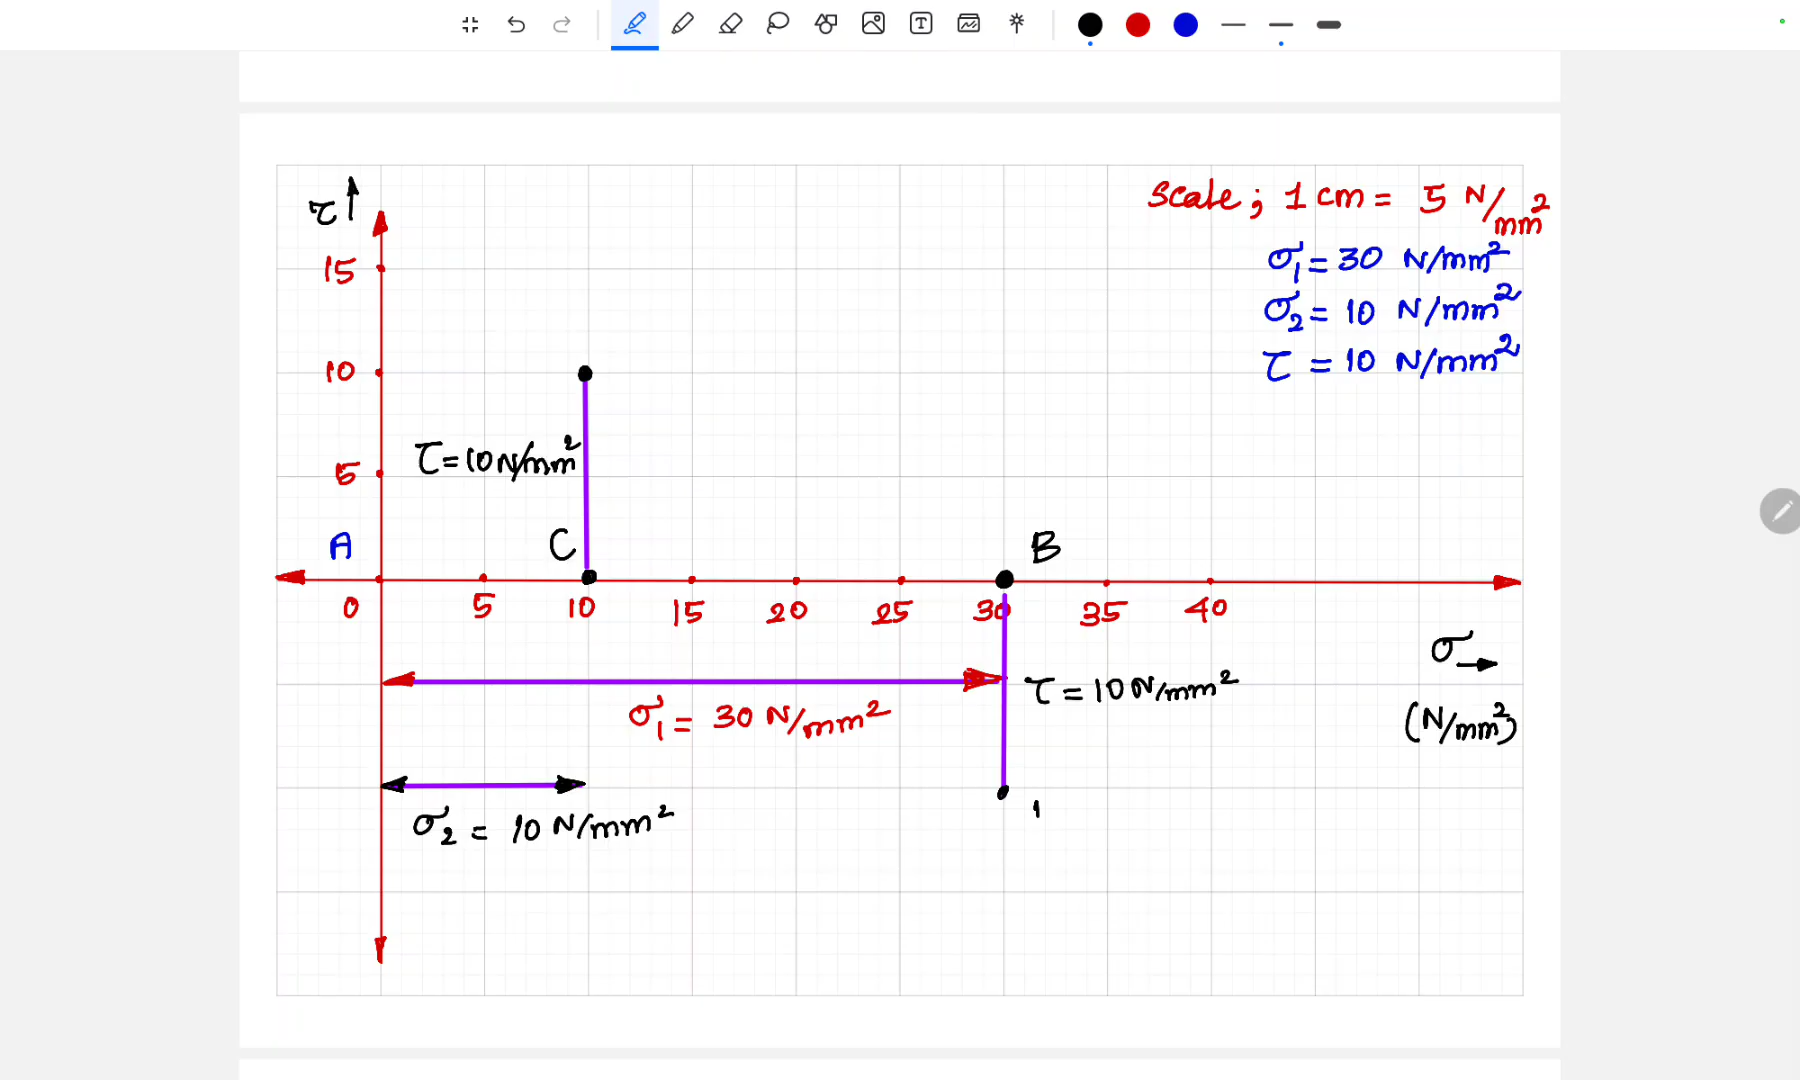 τ ↑
Scale; 1 cm = 5 N/mm²
σ₁ = 30 N/mm²
σ₂ = 10 N/mm²
τ = 10 N/mm²
15
10
5
τ = 10 N/mm²
A
C
B
0 5 10 15 20 25 30 35 40
σ →
(N/mm²)
τ = 10 N/mm²
σ₁ = 30 N/mm²
σ₂ = 10 N/mm²
T